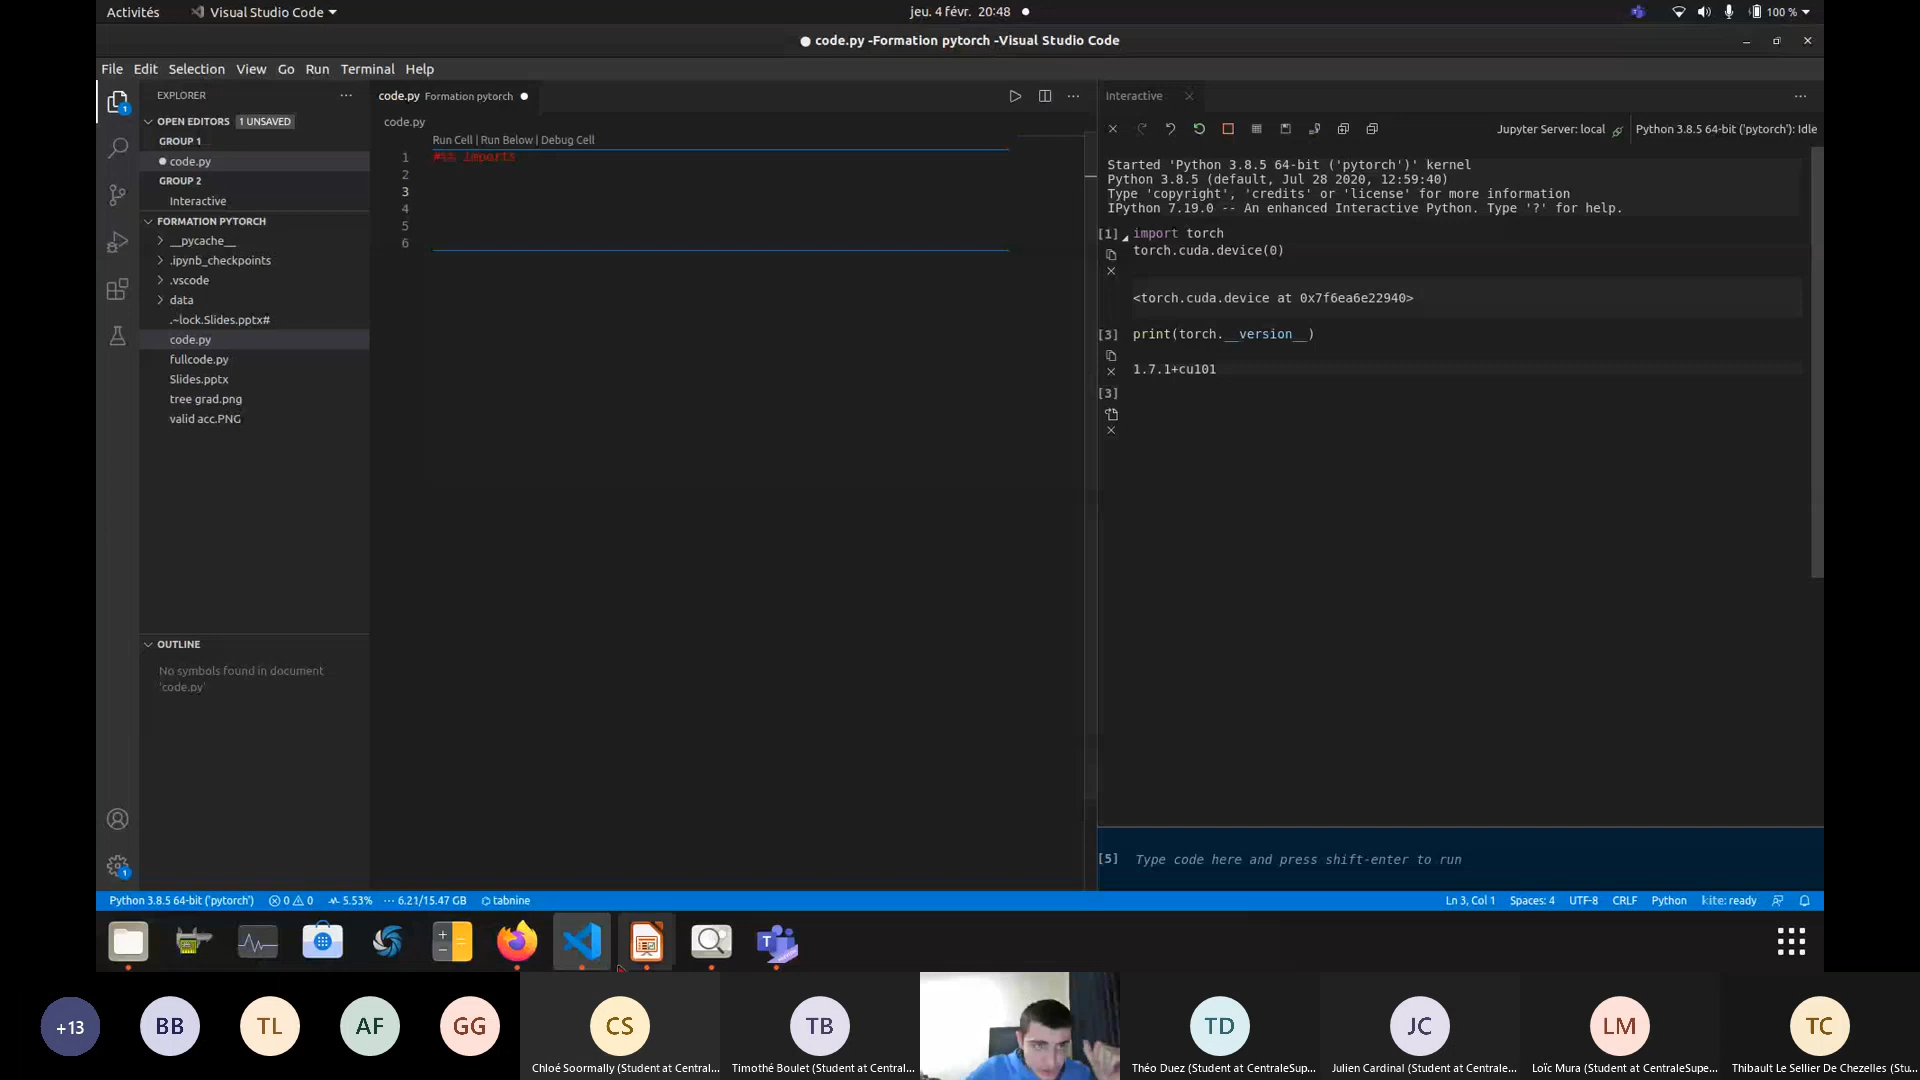 Activités
Visual Studio Code
jeu. 4 févr. 20:48
100 %
code.py -Formation pytorch -Visual Studio Code
File Edit Selection View Go Run Terminal Help
EXPLORER
OPEN EDITORS 1 UNSAVED
GROUP 1
code.py
GROUP 2
Interactive
FORMATION PYTORCH
__pycache__
.ipynb_checkpoints
.vscode
data
.~lock.Slides.pptx#
code.py
fullcode.py
Slides.pptx
tree grad.png
valid acc.PNG
OUTLINE
No symbols found in document
'code.py'
code.py Formation pytorch
code.py
Run Cell | Run Below | Debug Cell
1 #%% imports
2
3
4
5
6
Interactive
Jupyter Server: local
Python 3.8.5 64-bit ('pytorch'): Idle
Started 'Python 3.8.5 64-bit ('pytorch')' kernel
Python 3.8.5 (default, Jul 28 2020, 12:59:40)
Type 'copyright', 'credits' or 'license' for more information
IPython 7.19.0 -- An enhanced Interactive Python. Type '?' for help.
[1] import torch
torch.cuda.device(0)
<torch.cuda.device at 0x7f6ea6e22940>
[3] print(torch.__version__)
1.7.1+cu101
[3]
[5] Type code here and press shift-enter to run
Python 3.8.5 64-bit ('pytorch') 0 0 5.53% 6.21/15.47 GB tabnine
Ln 3, Col 1 Spaces: 4 UTF-8 CRLF Python kite: ready
+13 BB TL AF GG CS TB TD JC LM TC
Chloé Soormally (Student at Central...
Timothé Boulet (Student at Central...
Théo Duez (Student at CentraleSup...
Julien Cardinal (Student at Centrale...
Loïc Mura (Student at CentraleSupe...
Thibault Le Sellier De Chezelles (Stu...